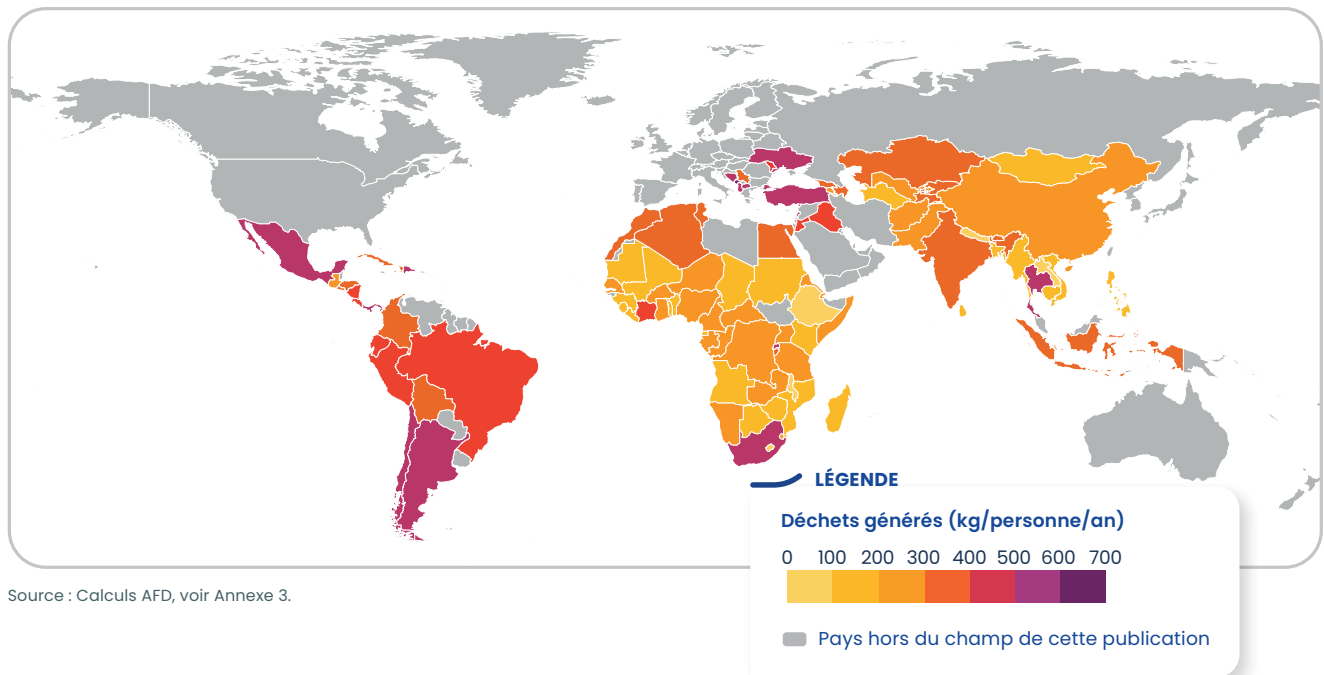 LÉGENDE
Déchets générés (kg/personne/an)
0 100 200 300 400 500 600 700
Pays hors du champ de cette publication
Source : Calculs AFD, voir Annexe 3.